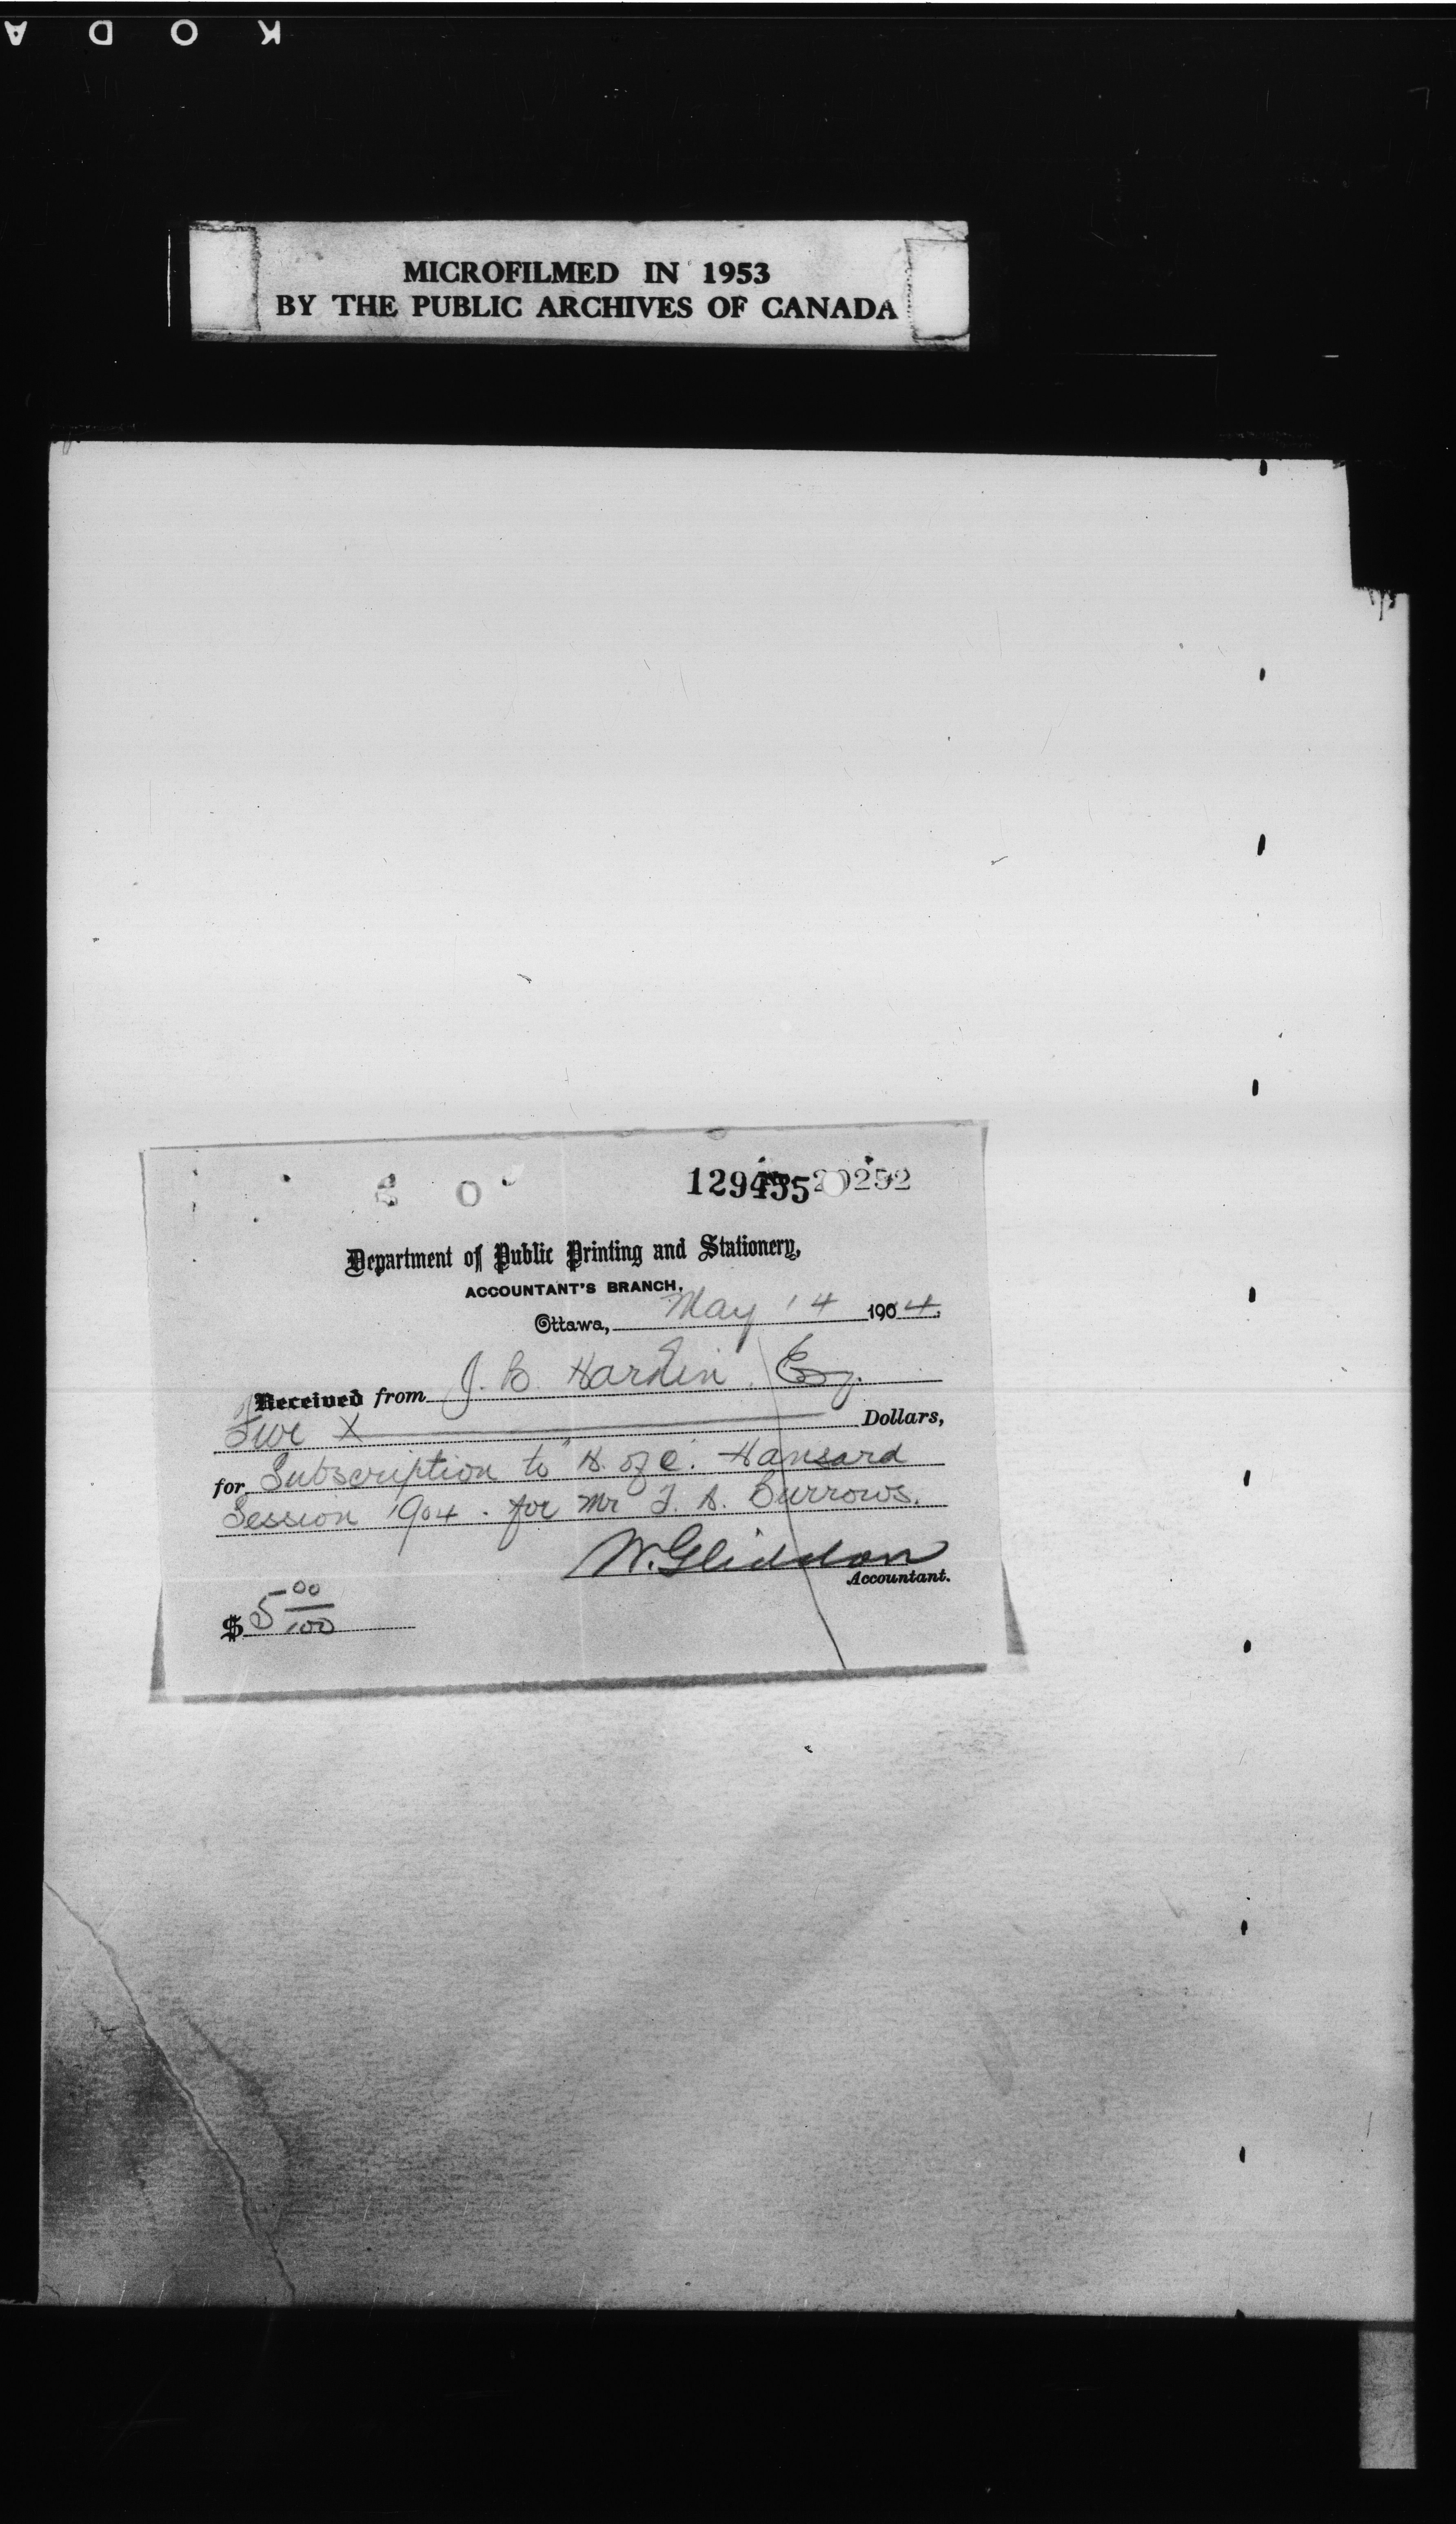 K O D A
MICROFILMED IN 1953
BY THE PUBLIC ARCHIVES OF CANADA
129455
Department of Public Printing and Stationery,
ACCOUNTANT'S BRANCH,
Ottawa, May 14 1904.
Received from J. B. Harkin, Esq.
Five X Dollars,
for Subscription to "H. of C. Hansard
Session 1904. for Mr T. A. Burrows.
W. Gliddon
Accountant.
$ 5 00/100